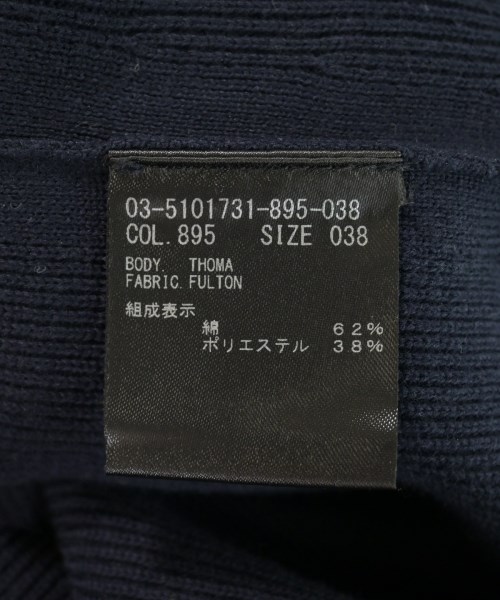 03-5101731-895-038
COL.895 SIZE 038
BODY. THOMA
FABRIC.FULTON
組成表示
綿 62%
ポリエステル 38%